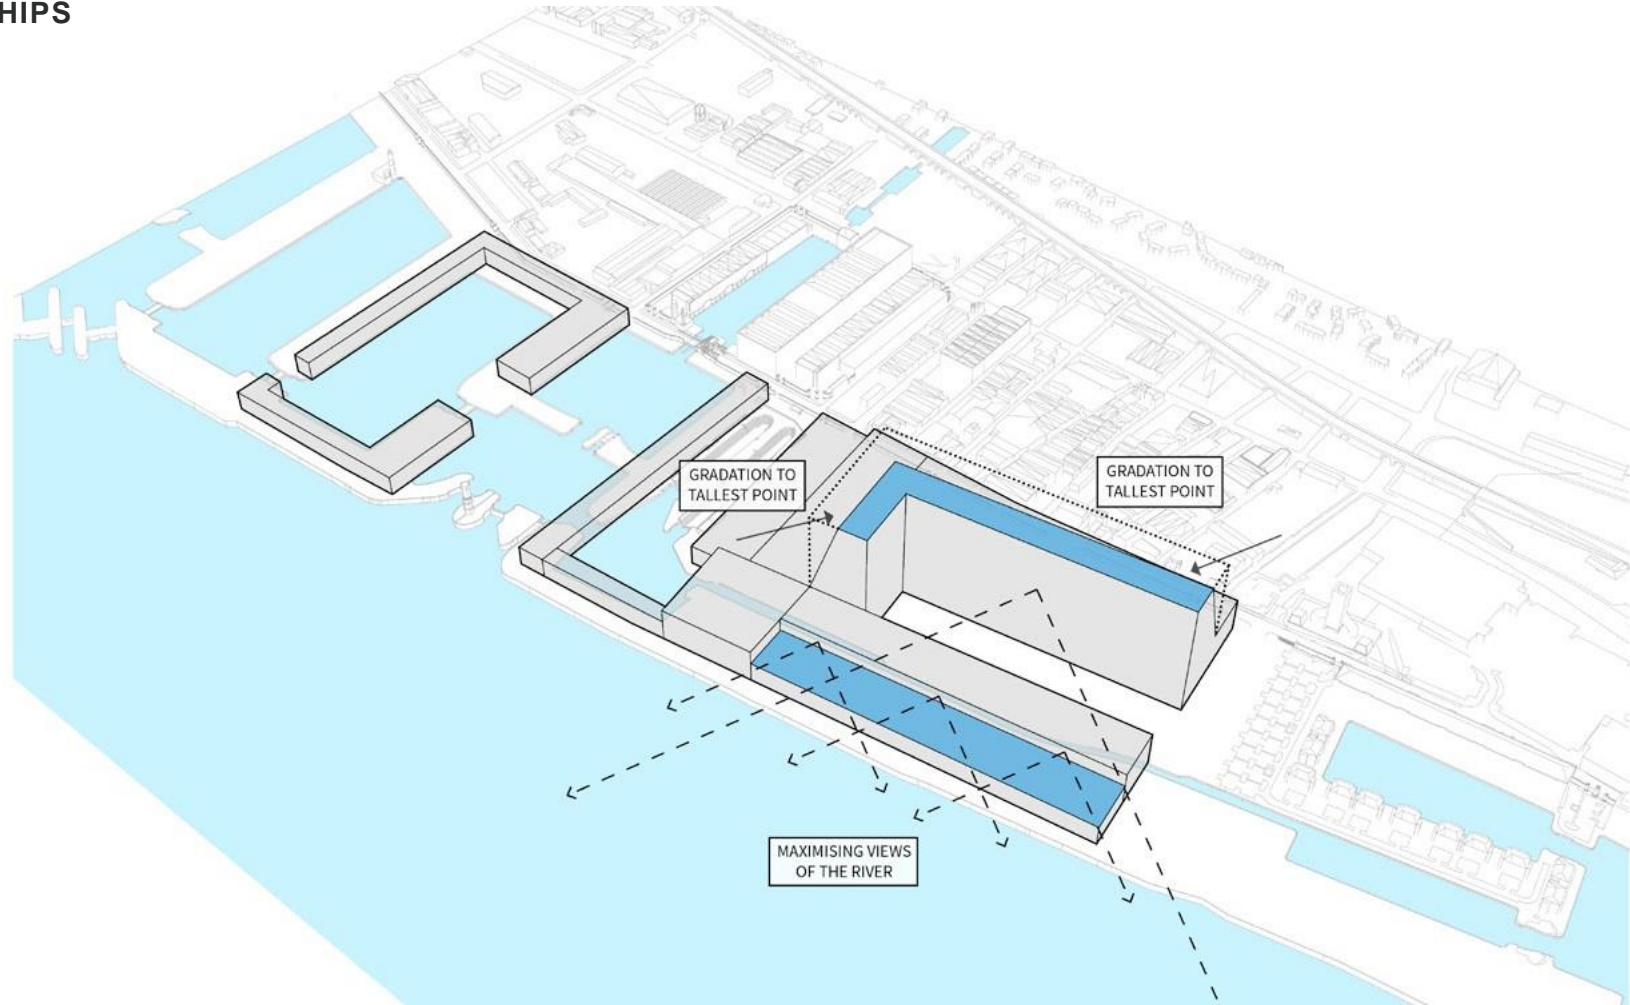 HIPS
GRADATION TO
TALLEST POINT
GRADATION TO
TALLEST POINT
MAXIMISING VIEWS
OF THE RIVER